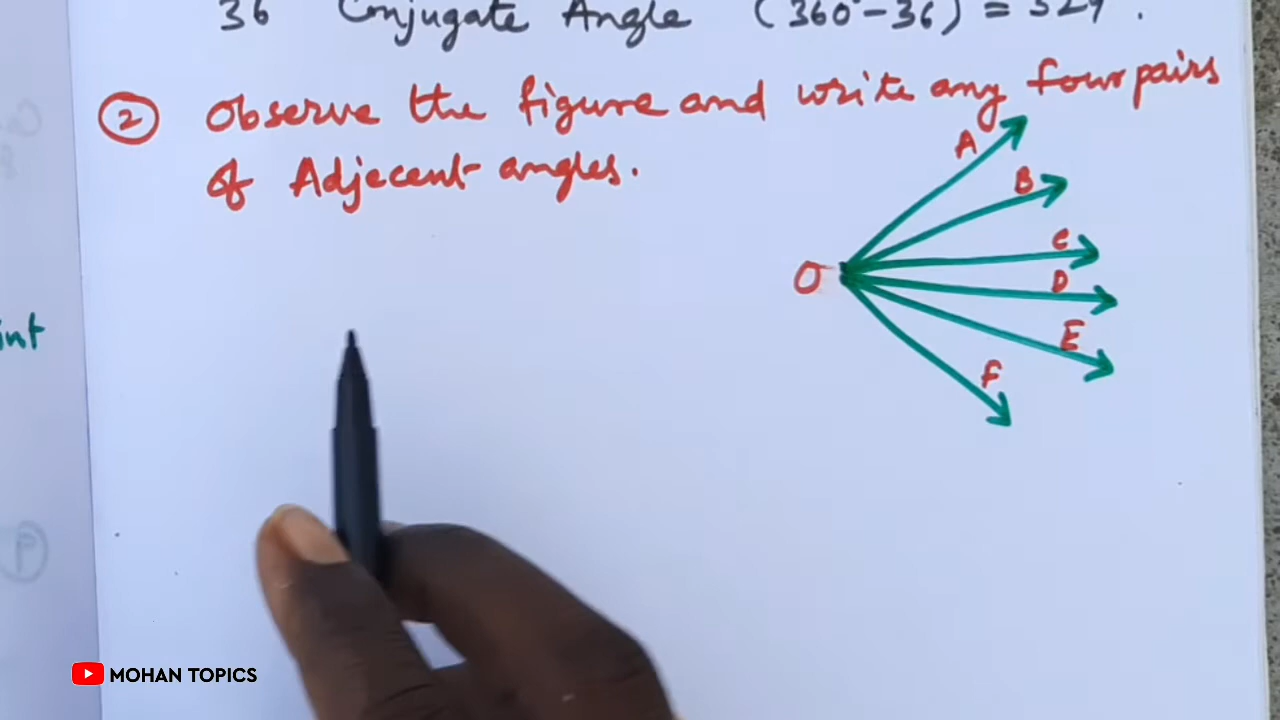 36 Conjugate Angle (360° - 36) = 324.
② Observe the figure and write any four pairs
of Adjecent angles.
A
B
C
O
D
E
F
int
MOHAN TOPICS